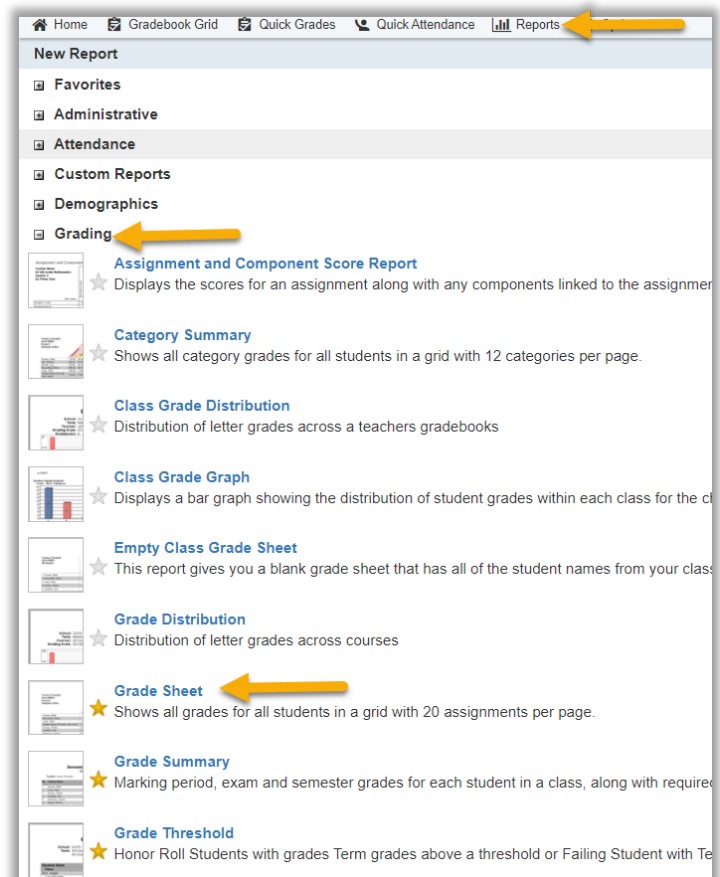 Home Gradebook Grid Quick Grades Quick Attendance Reports
New Report
Favorites
Administrative
Attendance
Custom Reports
Demographics
Grading
Assignment and Component Score Report
Displays the scores for an assignment along with any components linked to the
Category Summary
Shows all category grades for all students in a grid with 12 categories per page.
Class Grade Distribution
Distribution of letter grades across a teachers gradebooks
Class Grade Graph
Displays a bar graph showing the distribution of student grades within each class for the
Empty Class Grade Sheet
This report gives you a blank grade sheet that has all of the student names from your
Grade Distribution
Distribution of letter grades across courses
Grade Sheet
Shows all grades for all students in a grid with 20 assignments per page.
Grade Summary
Marking period, exam and semester grades for each student in a class, along with
Grade Threshold
Honor Roll Students with grades Term grades above a threshold or Failing Student with